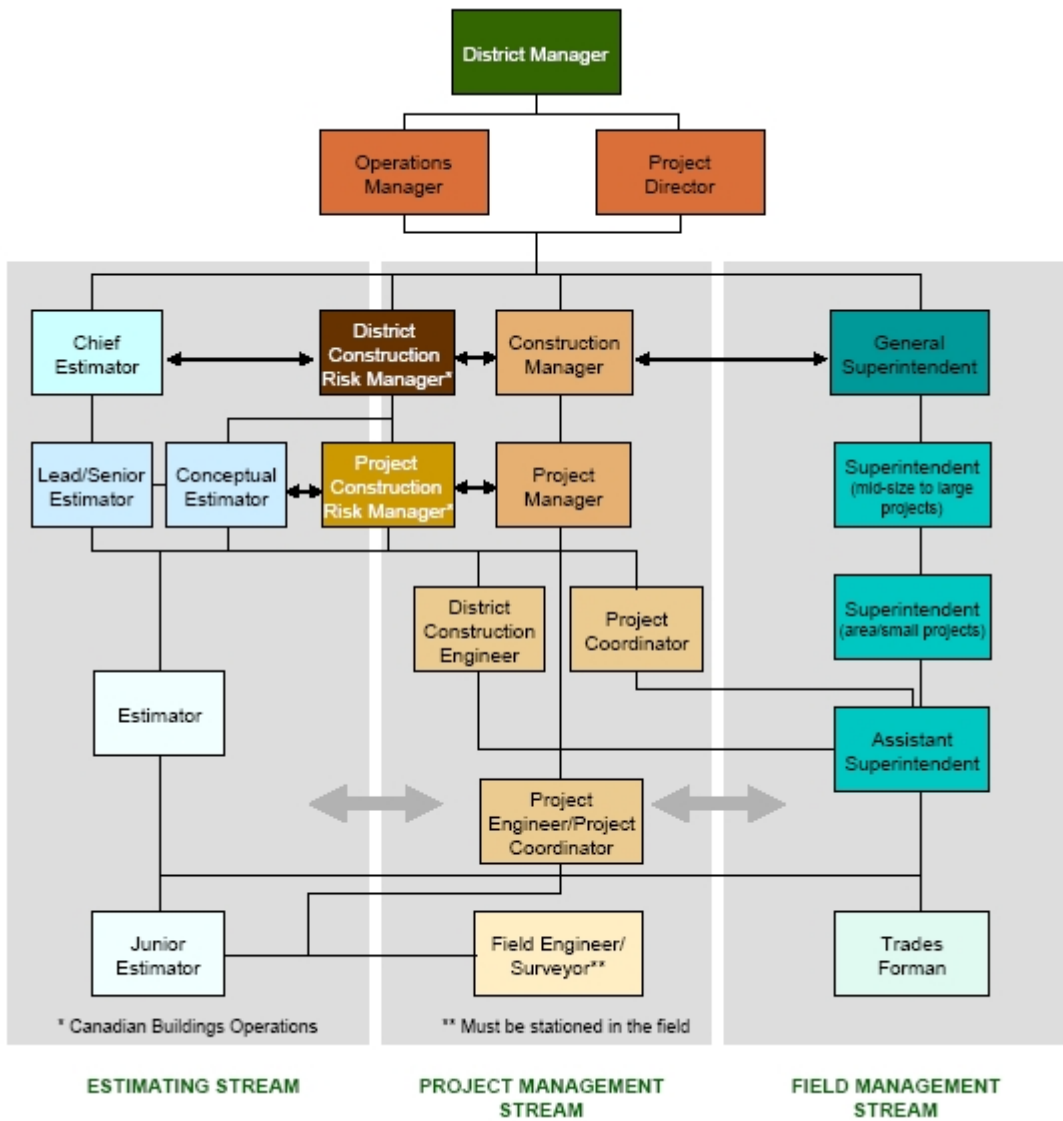 District Manager
Operations
Manager
Project
Director
Chief
Estimator
District
Construction
Risk Manager*
Construction
Manager
General
Superintendent
Lead/Senior
Estimator
Conceptual
Estimator
Project
Construction
Risk Manager*
Project
Manager
Superintendent
(mid-size to large
projects)
District
Construction
Engineer
Project
Coordinator
Superintendent
(area/small projects)
Estimator
Assistant
Superintendent
Project
Engineer/Project
Coordinator
Junior
Estimator
Field Engineer/
Surveyor**
Trades
Forman
* Canadian Buildings Operations
** Must be stationed in the field
ESTIMATING STREAM
PROJECT MANAGEMENT
STREAM
FIELD MANAGEMENT
STREAM